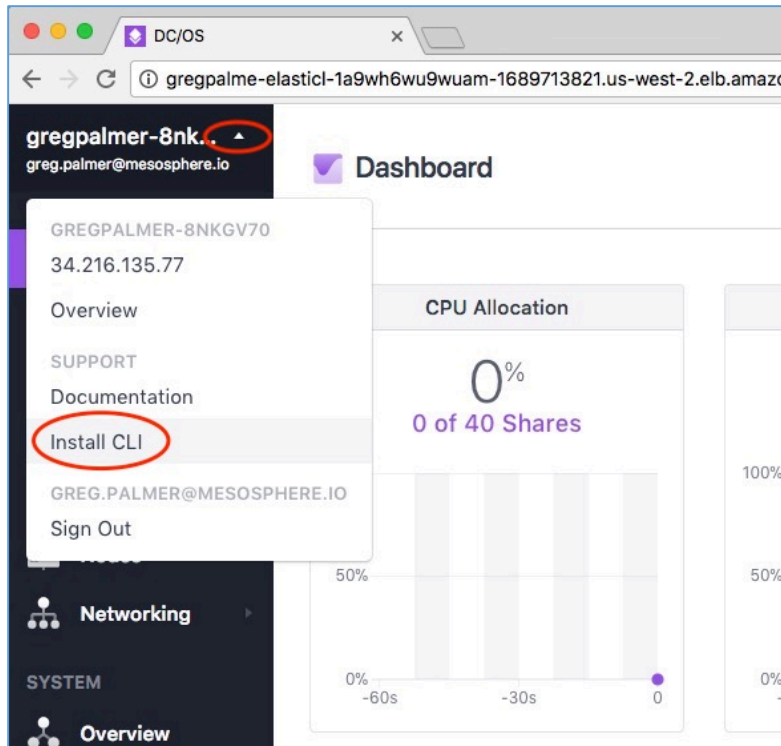 DC/OS
gregpalme-elasticl-1a9wh6wu9wuam-1689713821.us-west-2.elb.amazo
gregpalmer-8nk...
greg.palmer@mesosphere.io
Dashboard
GREGPALMER-8NKGV70
34.216.135.77
Overview
SUPPORT
Documentation
Install CLI
GREG.PALMER@MESOSPHERE.IO
Sign Out
Networking
SYSTEM
Overview
CPU Allocation
0%
0 of 40 Shares
50%
0%
-60s -30s 0
100%
50%
0%